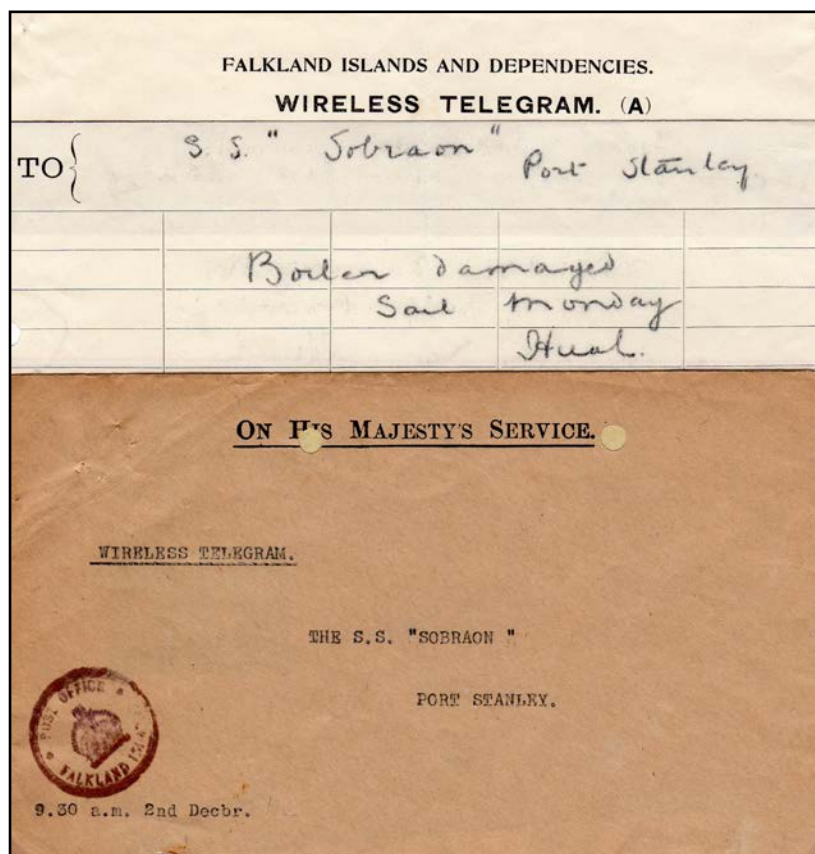 FALKLAND ISLANDS AND DEPENDENCIES.
WIRELESS TELEGRAM. (A)
TO { S.S. " Sobraon " Port Stanley
Boiler damaged
Sail Monday
ON HIS MAJESTY'S SERVICE.
WIRELESS TELEGRAM.
THE S.S. "SOBRAON "
PORT STANLEY.
POST OFFICE
FALKLAND ISLANDS
9.30 a.m. 2nd Decbr.